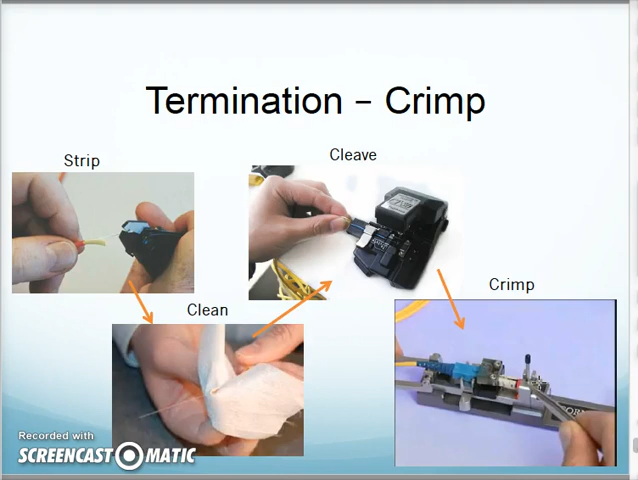 Termination – Crimp
Strip
Cleave
Clean
Crimp
Recorded with
SCREENCAST-O-MATIC